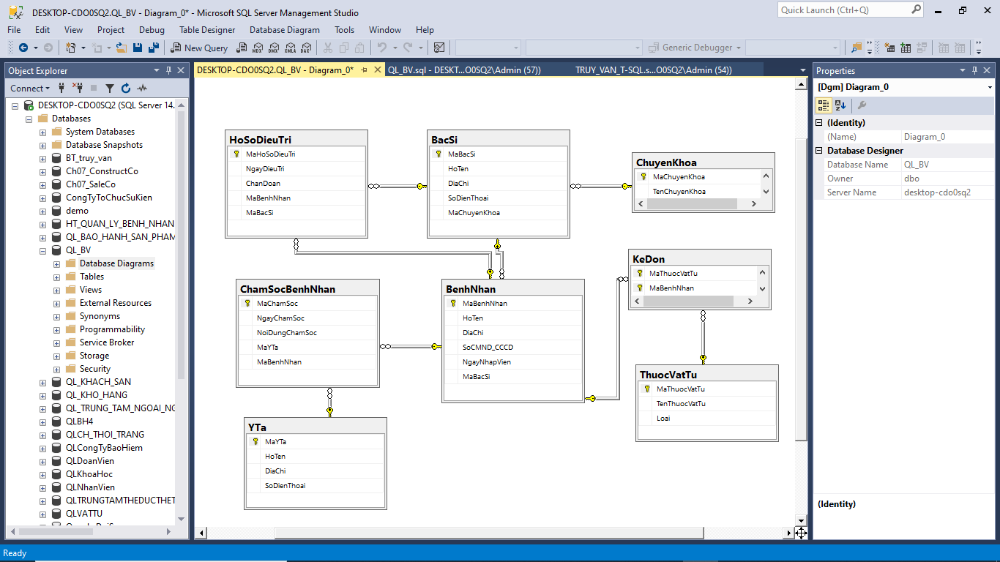 DESKTOP-CDO0SQ2.QL_BV - Diagram_0* - Microsoft SQL Server Management Studio
Quick Launch (Ctrl+Q)
File Edit View Project Debug Table Designer Database Diagram Tools Window Help
New Query MDX DMX XMLA DAX Generic Debugger
Object Explorer
Connect
DESKTOP-CDO0SQ2 (SQL Server 14.
Databases
System Databases
Database Snapshots
BT_truy_van
Ch07_ConstructCo
Ch07_SaleCo
CongTyToChucSuKien
demo
HT_QUAN_LY_BENH_NHAN
QL_BAO_HANH_SAN_PHAM
QL_BV
Database Diagrams
Tables
Views
External Resources
Synonyms
Programmability
Service Broker
Storage
Security
QL_KHACH_SAN
QL_KHO_HANG
QL_TRUNG_TAM_NGOAI_NG
QLBH4
QLCH_THOI_TRANG
QLCongTyBaoHiem
QLDoanVien
QLKhoaHoc
QLNhanVien
QLTRUNGTAMTHEDUCTHET
QLVATTU
DESKTOP-CDO0SQ2.QL_BV - Diagram_0*
QL_BV.sql - DESKT...O0SQ2\Admin (57))
TRUY_VAN_T-SQL.s...O0SQ2\Admin (54))
HoSoDieuTri
MaHoSoDieuTri
NgayDieuTri
ChanDoan
MaBenhNhan
MaBacSi
BacSi
MaBacSi
HoTen
DiaChi
SoDienThoai
MaChuyenKhoa
ChuyenKhoa
MaChuyenKhoa
TenChuyenKhoa
KeDon
MaThuocVatTu
MaBenhNhan
ChamSocBenhNhan
MaChamSoc
NgayChamSoc
NoiDungChamSoc
MaYTa
MaBenhNhan
BenhNhan
MaBenhNhan
HoTen
DiaChi
SoCMND_CCCD
NgayNhapVien
MaBacSi
ThuocVatTu
MaThuocVatTu
TenThuocVatTu
Loai
YTa
MaYTa
HoTen
DiaChi
SoDienThoai
Properties
[Dgm] Diagram_0
(Identity)
(Name) Diagram_0
Database Designer
Database Name QL_BV
Owner dbo
Server Name desktop-cdo0sq2
(Identity)
Ready